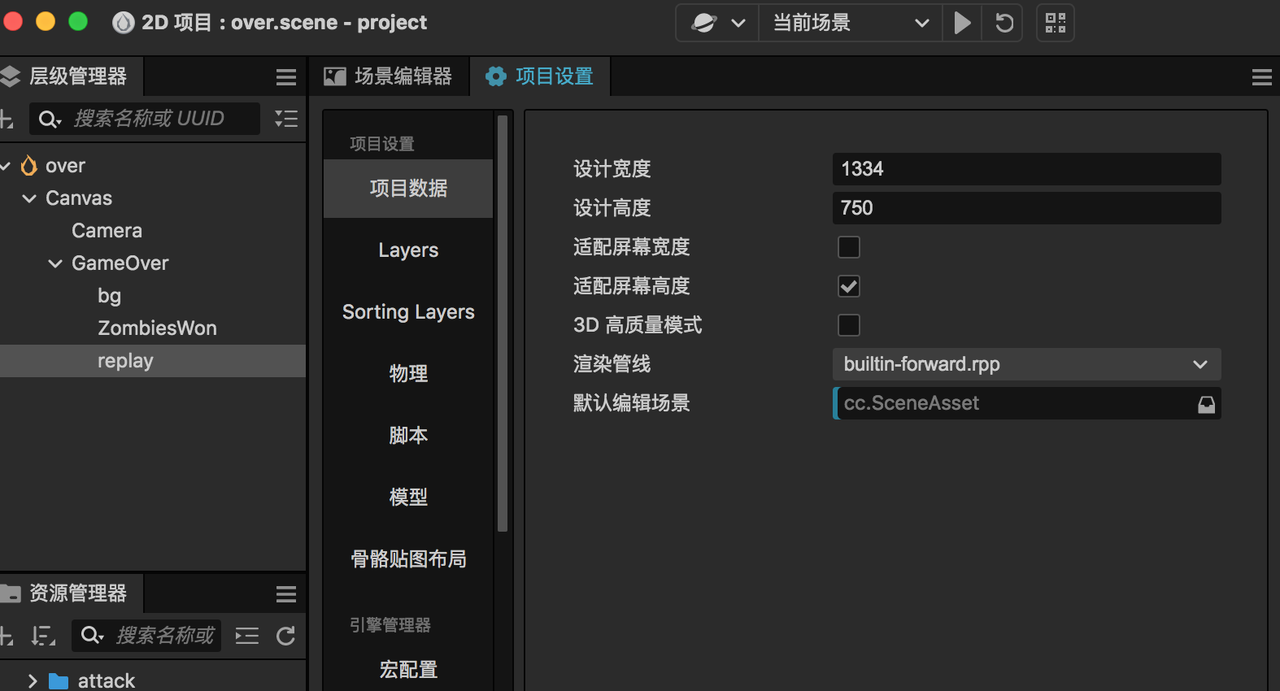 2D 项目 : over.scene - project
当前场景
层级管理器
场景编辑器
项目设置
搜索名称或 UUID
over
Canvas
Camera
GameOver
bg
ZombiesWon
replay
资源管理器
搜索名称或
attack
项目设置
项目数据
Layers
Sorting Layers
物理
脚本
模型
骨骼贴图布局
引擎管理器
宏配置
设计宽度 1334
设计高度 750
适配屏幕宽度
适配屏幕高度
3D 高质量模式
渲染管线 builtin-forward.rpp
默认编辑场景 cc.SceneAsset